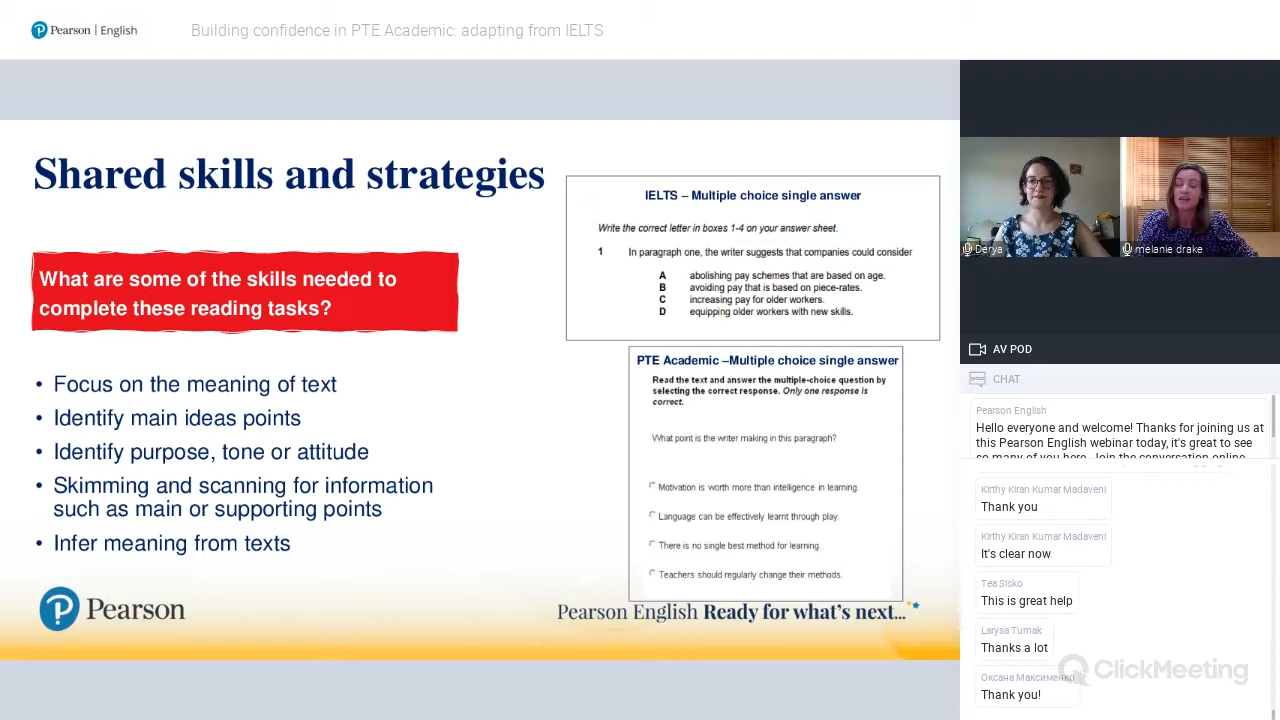 Pearson | English
Building confidence in PTE Academic: adapting from IELTS
Shared skills and strategies
What are some of the skills needed to
complete these reading tasks?
• Focus on the meaning of text
• Identify main ideas points
• Identify purpose, tone or attitude
• Skimming and scanning for information
such as main or supporting points
• Infer meaning from texts
IELTS – Multiple choice single answer
Write the correct letter in boxes 1-4 on your answer sheet.
1 In paragraph one, the writer suggests that companies could consider
A abolishing pay schemes that are based on age.
B avoiding pay that is based on piece-rates.
C increasing pay for older workers.
D equipping older workers with new skills.
PTE Academic –Multiple choice single answer
Read the text and answer the multiple-choice question by
selecting the correct response. Only one response is
correct.
What point is the writer making in this paragraph?
Motivation is worth more than intelligence in learning.
Language can be effectively learnt through play.
There is no single best method for learning.
Teachers should regularly change their methods.
Pearson
Pearson English Ready for what's next...
Derya
melanie drake
AV POD
CHAT
Pearson English
Hello everyone and welcome! Thanks for joining us at
this Pearson English webinar today, it's great to see
so many of you here. Join the conversation online
Kirthy Kiran Kumar Madaveni
Thank you
Kirthy Kiran Kumar Madaveni
It's clear now
Tea Sisko
This is great help
Larysa Tumak
Thanks a lot
Оксана Максименко
Thank you!
ClickMeeting